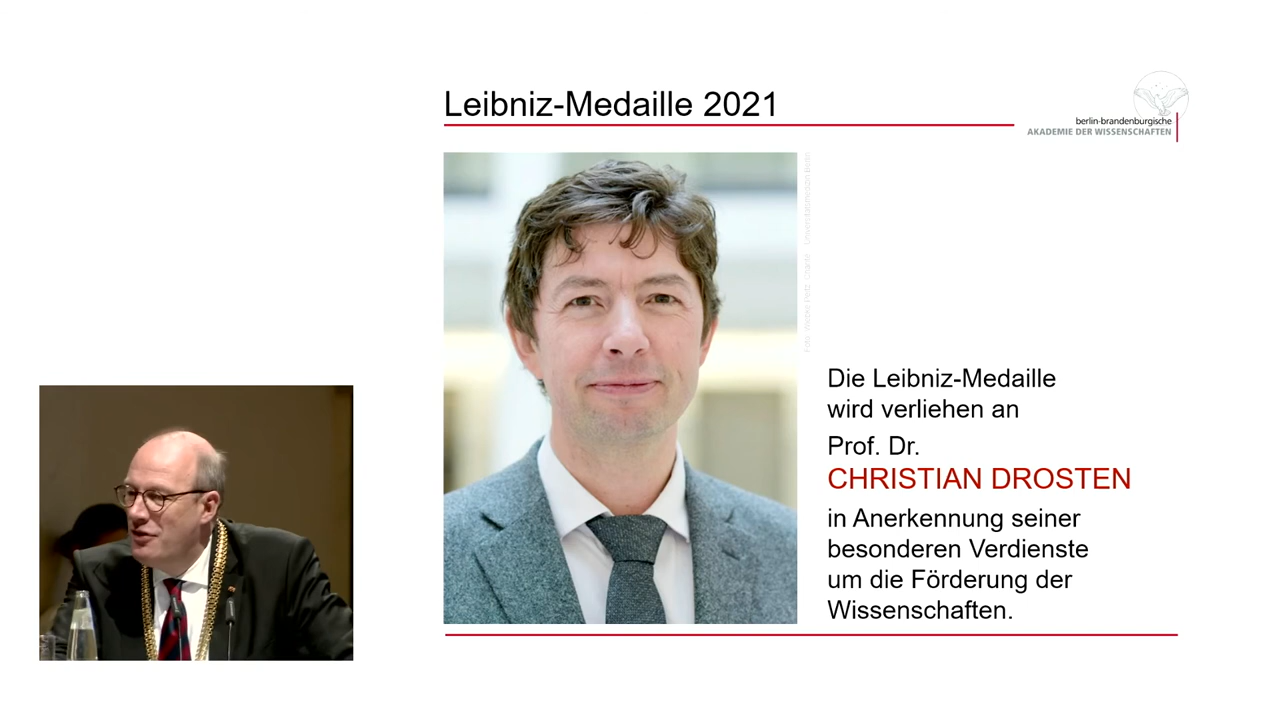 Leibniz-Medaille 2021
berlin-brandenburgische
AKADEMIE DER WISSENSCHAFTEN
Die Leibniz-Medaille
wird verliehen an
Prof. Dr.
CHRISTIAN DROSTEN
in Anerkennung seiner
besonderen Verdienste
um die Förderung der
Wissenschaften.